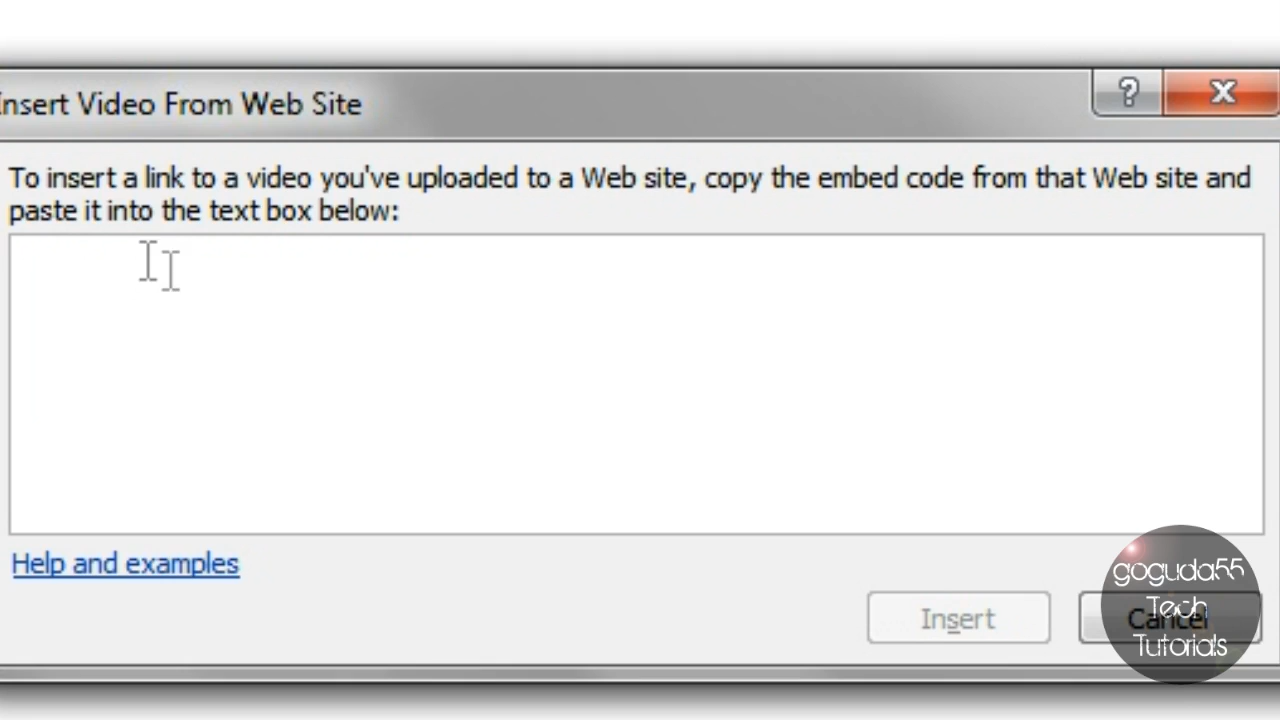 Insert Video From Web Site
?
To insert a link to a video you've uploaded to a Web site, copy the embed code from that Web site and
paste it into the text box below:
Help and examples
Insert
Cancel
goguda55
Tech
Tutorials